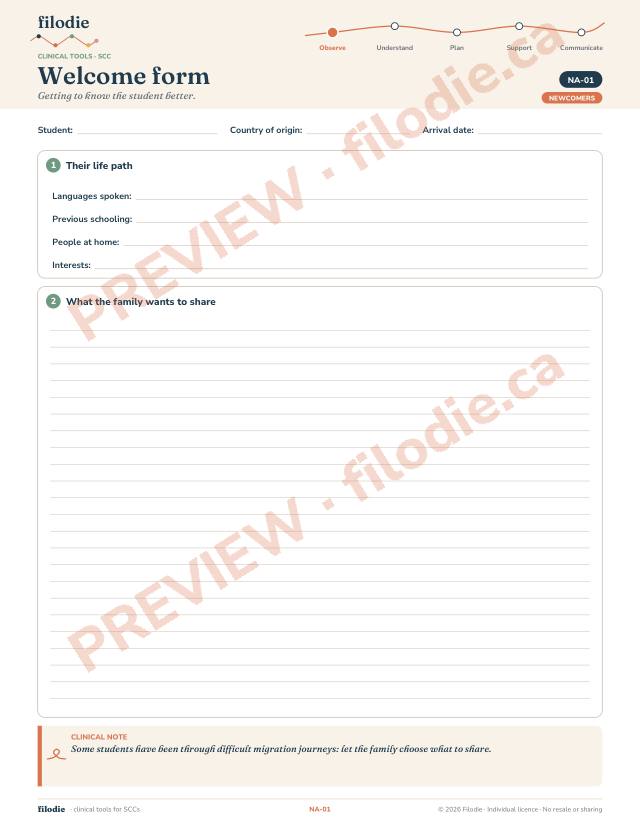 filodie
CLINICAL TOOLS · SCC
Welcome form
Getting to know the student better.
Observe Understand Plan Support Communicate
NA-01
NEWCOMERS
Student: Country of origin: Arrival date:
1 Their life path
Languages spoken:
Previous schooling:
People at home:
Interests:
2 What the family wants to share
PREVIEW · filodie.ca
PREVIEW · filodie.ca
CLINICAL NOTE
Some students have been through difficult migration journeys: let the family choose what to share.
filodie · clinical tools for SCCs NA-01 © 2026 Filodie · Individual licence · No resale or sharing